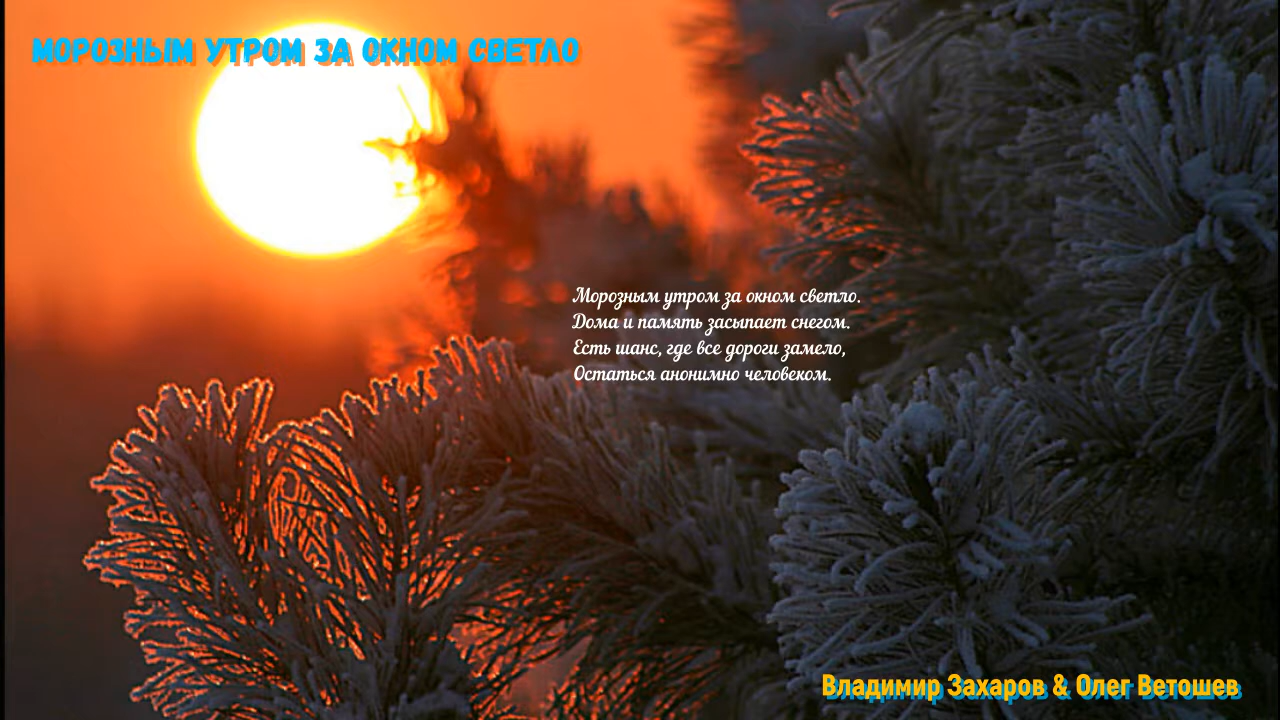 МОРОЗНЫМ УТРОМ ЗА ОКНОМ СВЕТЛО
Морозным утром за окном светло.
Дома и память засыпает снегом.
Есть шанс, где все дороги замело,
Остаться анонимно человеком.
Владимир Захаров & Олег Ветошев